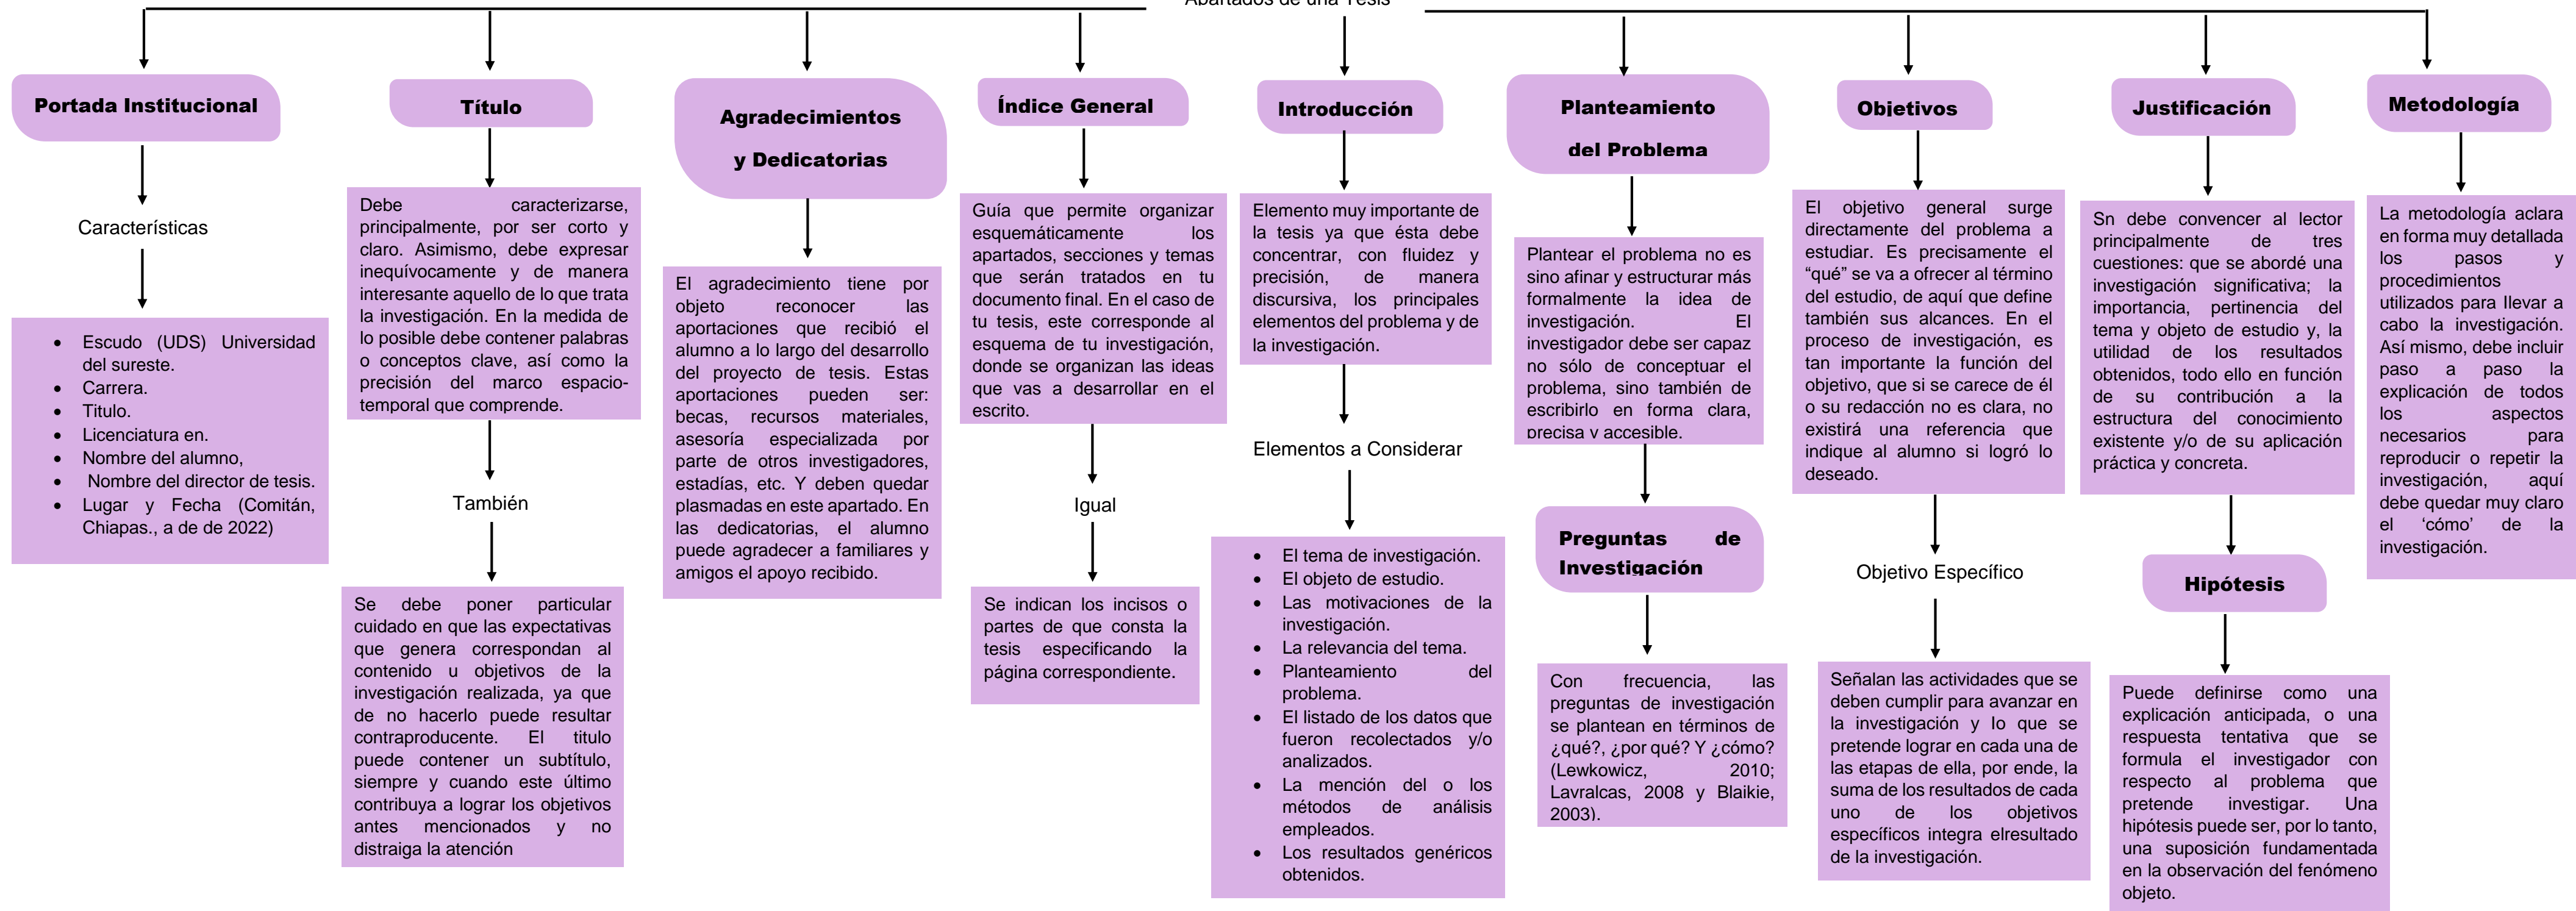 Apartados de una Tesis
Portada Institucional
Características
• Escudo (UDS) Universidad
del sureste.
• Carrera.
• Titulo.
• Licenciatura en.
• Nombre del alumno,
• Nombre del director de tesis.
• Lugar y Fecha (Comitán,
Chiapas., a de de 2022)
Título
Debe caracterizarse,
principalmente, por ser corto y
claro. Asimismo, debe expresar
inequívocamente y de manera
interesante aquello de lo que trata
la investigación. En la medida de
lo posible debe contener palabras
o conceptos clave, así como la
precisión del marco espacio-
temporal que comprende.
También
Se debe poner particular
cuidado en que las expectativas
que genera correspondan al
contenido u objetivos de la
investigación realizada, ya que
de no hacerlo puede resultar
contraproducente. El titulo
puede contener un subtítulo,
siempre y cuando este último
contribuya a lograr los objetivos
antes mencionados y no
distraiga la atención
Agradecimientos
y Dedicatorias
El agradecimiento tiene por
objeto reconocer las
aportaciones que recibió el
alumno a lo largo del desarrollo
del proyecto de tesis. Estas
aportaciones pueden ser:
becas, recursos materiales,
asesoría especializada por
parte de otros investigadores,
estadías, etc. Y deben quedar
plasmadas en este apartado. En
las dedicatorias, el alumno
puede agradecer a familiares y
amigos el apoyo recibido.
Índice General
Guía que permite organizar
esquemáticamente los
apartados, secciones y temas
que serán tratados en tu
documento final. En el caso de
tu tesis, este corresponde al
esquema de tu investigación,
donde se organizan las ideas
que vas a desarrollar en el
escrito.
Igual
Se indican los incisos o
partes de que consta la
tesis especificando la
página correspondiente.
Introducción
Elemento muy importante de
la tesis ya que ésta debe
concentrar, con fluidez y
precisión, de manera
discursiva, los principales
elementos del problema y de
la investigación.
Elementos a Considerar
• El tema de investigación.
• El objeto de estudio.
• Las motivaciones de la
investigación.
• La relevancia del tema.
• Planteamiento del
problema.
• El listado de los datos que
fueron recolectados y/o
analizados.
• La mención del o los
métodos de análisis
empleados.
• Los resultados genéricos
obtenidos.
Planteamiento
del Problema
Plantear el problema no es
sino afinar y estructurar más
formalmente la idea de
investigación. El
investigador debe ser capaz
no sólo de conceptuar el
problema, sino también de
escribirlo en forma clara,
precisa y accesible.
Preguntas de
Investigación
Con frecuencia, las
preguntas de investigación
se plantean en términos de
¿qué?, ¿por qué? Y ¿cómo?
(Lewkowicz, 2010;
Lavralcas, 2008 y Blaikie,
2003).
Objetivos
El objetivo general surge
directamente del problema a
estudiar. Es precisamente el
“qué” se va a ofrecer al término
del estudio, de aquí que define
también sus alcances. En el
proceso de investigación, es
tan importante la función del
objetivo, que si se carece de él
o su redacción no es clara, no
existirá una referencia que
indique al alumno si logró lo
deseado.
Objetivo Específico
Señalan las actividades que se
deben cumplir para avanzar en
la investigación y lo que se
pretende lograr en cada una de
las etapas de ella, por ende, la
suma de los resultados de cada
uno de los objetivos
específicos integra elresultado
de la investigación.
Justificación
Sn debe convencer al lector
principalmente de tres
cuestiones: que se abordé una
investigación significativa; la
importancia, pertinencia del
tema y objeto de estudio y, la
utilidad de los resultados
obtenidos, todo ello en función
de su contribución a la
estructura del conocimiento
existente y/o de su aplicación
práctica y concreta.
Hipótesis
Puede definirse como una
explicación anticipada, o una
respuesta tentativa que se
formula el investigador con
respecto al problema que
pretende investigar. Una
hipótesis puede ser, por lo tanto,
una suposición fundamentada
en la observación del fenómeno
objeto.
Metodología
La metodología aclara
en forma muy detallada
los pasos y
procedimientos
utilizados para llevar a
cabo la investigación.
Así mismo, debe incluir
paso a paso la
explicación de todos
los aspectos
necesarios para
reproducir o repetir la
investigación, aquí
debe quedar muy claro
el ‘cómo’ de la
investigación.